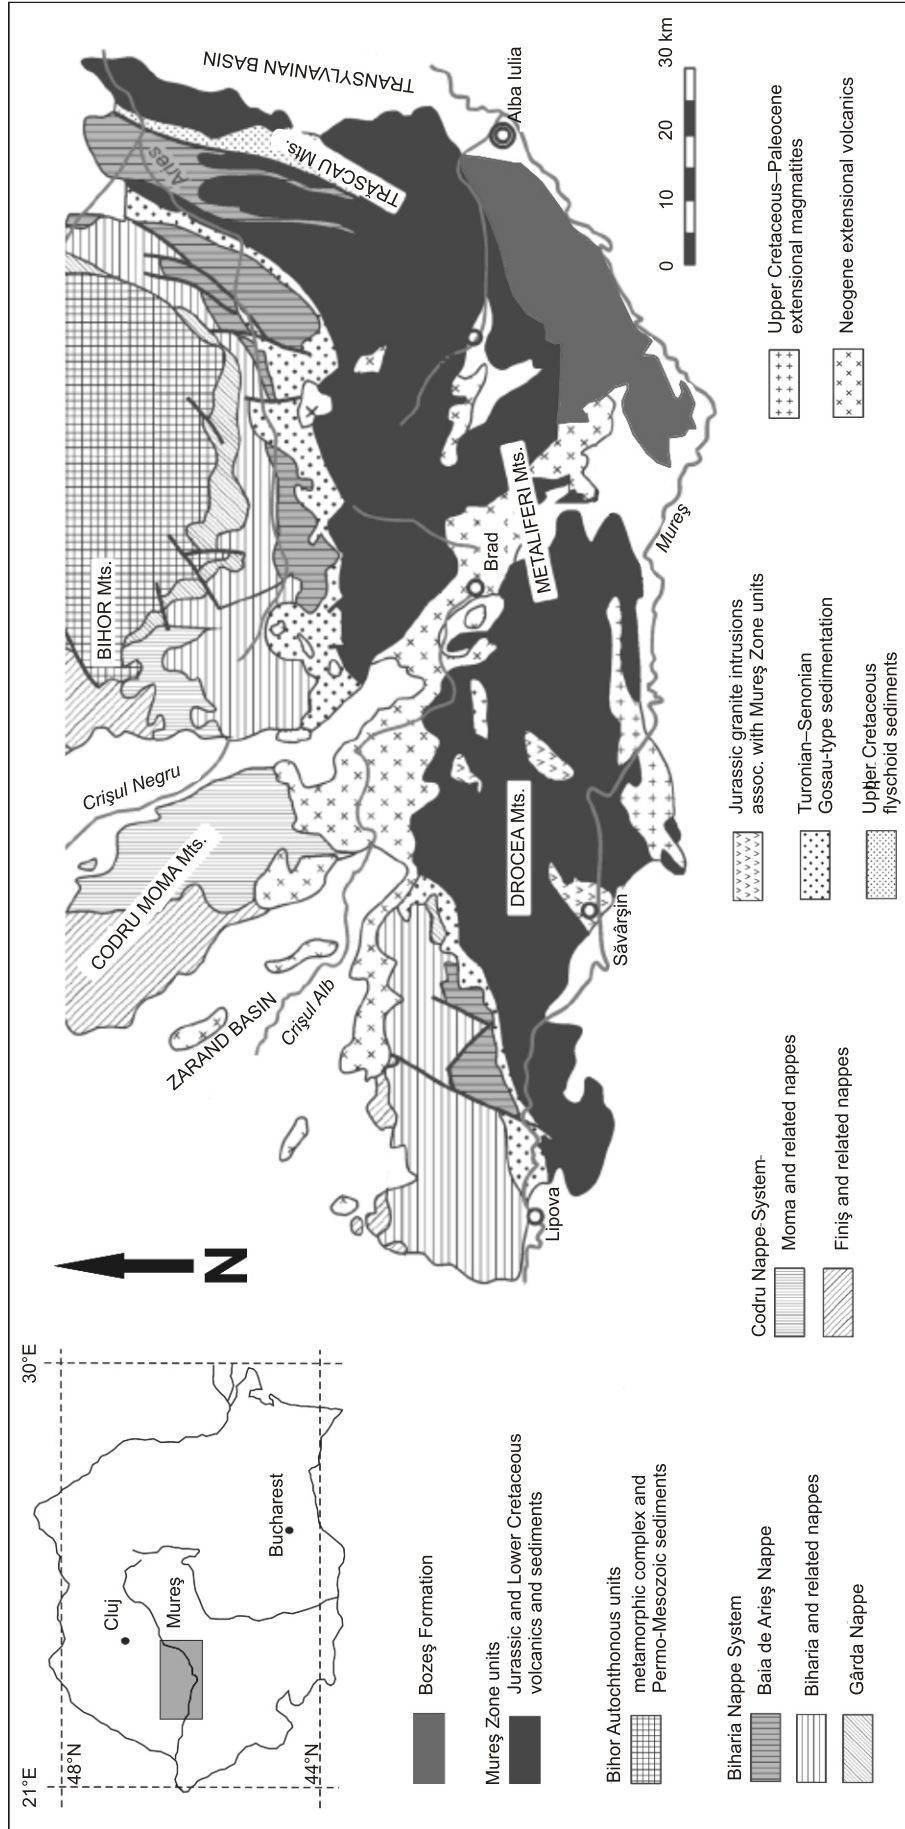 21°E
30°E
48°N
44°N
Cluj
Mureş
Bucharest
N
TRANSYLVANIAN BASIN
Arieş
TRĂSCĂU Mts.
Alba Iulia
BIHOR Mts.
Crişul Negru
CODRU MOMA Mts.
ZARAND BASIN
Crişul Alb
Brad
METALIFERI Mts.
DROCEA Mts.
Mureş
Săvârşin
Lipova
0 10 20 30 km
Bozeş Formation
Mureş Zone units
Jurassic and Lower Cretaceous
volcanics and sediments
Bihor Autochthonous units
metamorphic complex and
Permo-Mesozoic sediments
Biharia Nappe System
Baia de Arieş Nappe
Biharia and related nappes
Gârda Nappe
Codru Nappe-System-
Moma and related nappes
Finiş and related nappes
Jurassic granite intrusions
assoc. with Mureş Zone units
Turonian–Senonian
Gosau-type sedimentation
Upper Cretaceous
flyschoid sediments
Upper Cretaceous–Paleocene
extensional magmatites
Neogene extensional volcanics